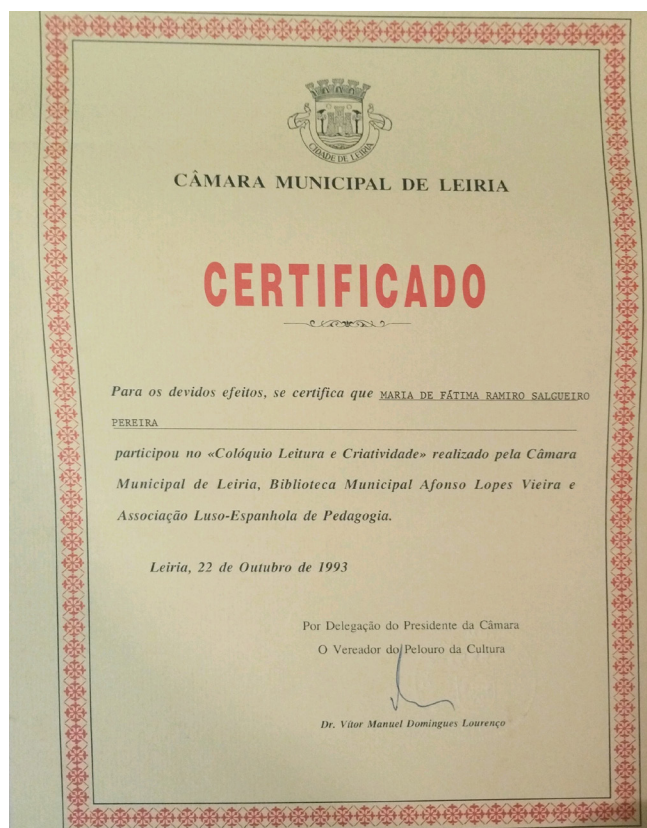 CIDADE DE LEIRIA
CÂMARA MUNICIPAL DE LEIRIA
CERTIFICADO
Para os devidos efeitos, se certifica que MARIA DE FÁTIMA RAMIRO SALGUEIRO
PEREIRA
participou no «Colóquio Leitura e Criatividade» realizado pela Câmara
Municipal de Leiria, Biblioteca Municipal Afonso Lopes Vieira e
Associação Luso-Espanhola de Pedagogia.
Leiria, 22 de Outubro de 1993
Por Delegação do Presidente da Câmara
O Vereador do Pelouro da Cultura
Dr. Vítor Manuel Domingues Lourenço